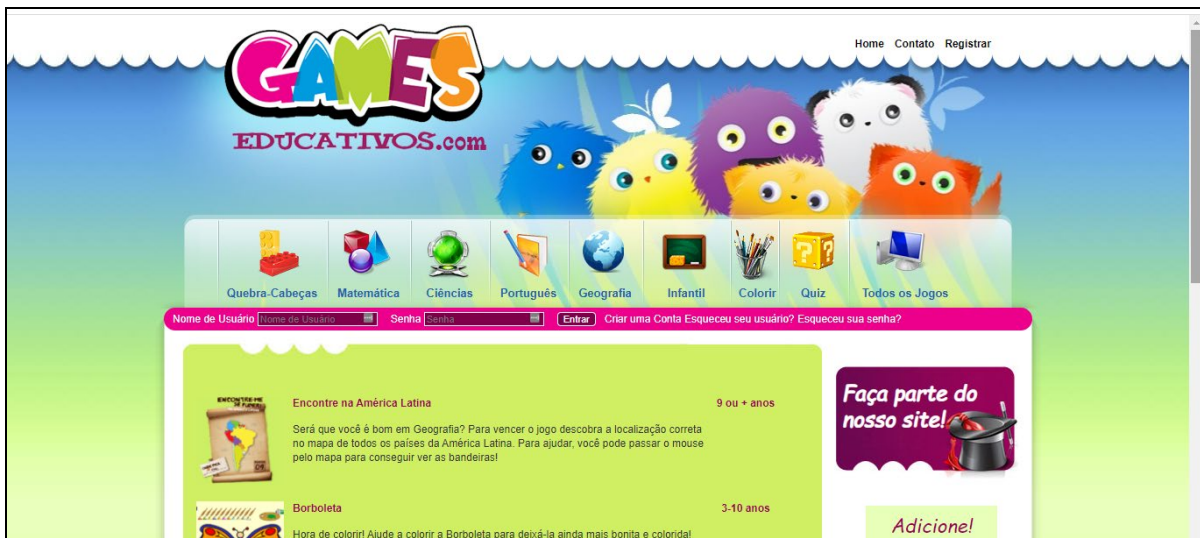 Home Contato Registrar
GAMES
EDUCATIVOS.com
Quebra-Cabeças Matemática Ciências Português Geografia Infantil Colorir Quiz Todos os Jogos
Nome de Usuário Nome de Usuário Senha Senha Entrar Criar uma Conta Esqueceu seu usuário? Esqueceu sua senha?
Encontre na América Latina 9 ou + anos
Será que você é bom em Geografia? Para vencer o jogo descobra a localização correta
no mapa de todos os países da América Latina. Para ajudar, você pode passar o mouse
pelo mapa para conseguir ver as bandeiras!
Borboleta 3-10 anos
Hora de colorir! Ajude a colorir a Borboleta para deixá-la ainda mais bonita e colorida!
Faça parte do
nosso site!
Adicione!